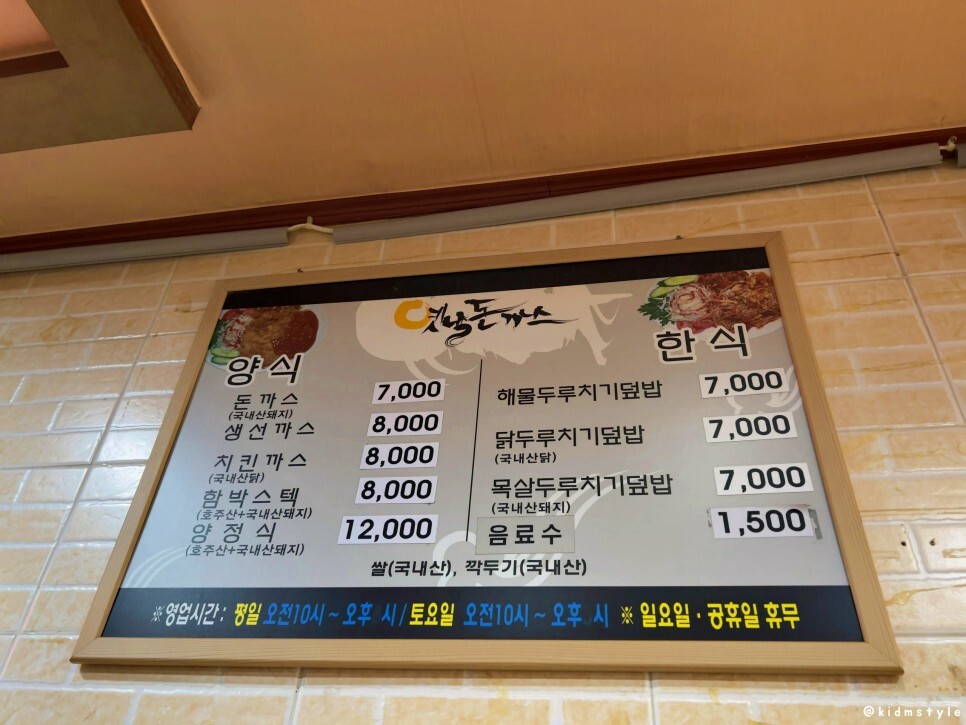 옛날돈까스
양식
돈까스 7,000
(국내산돼지)
생선까스 8,000
치킨까스 8,000
(국내산닭)
함박스텍 8,000
(호주산+국내산돼지)
양정식 12,000
(호주산+국내산돼지)
한식
해물두루치기덮밥 7,000
닭두루치기덮밥 7,000
(국내산닭)
목살두루치기덮밥 7,000
(국내산돼지)
음료수 1,500
쌀(국내산), 깍두기(국내산)
※영업시간 : 평일 오전10시~오후 시 / 토요일 오전10시~오후 시 ※ 일요일·공휴일 휴무
@kidmstyle